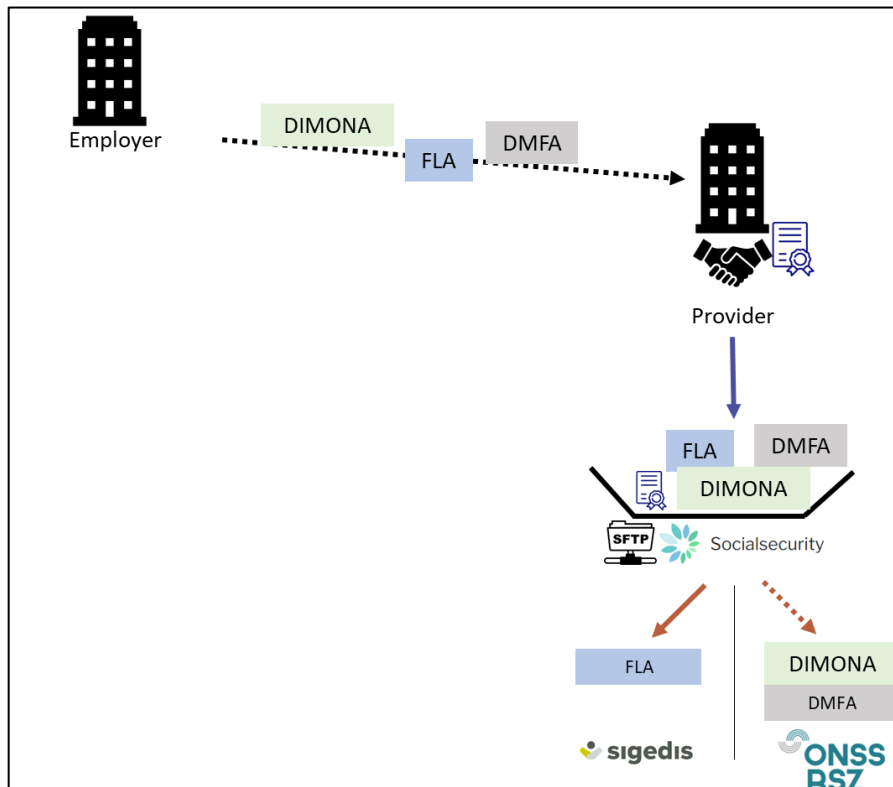 Employer
DIMONA
FLA
DMFA
Provider
FLA
DMFA
DIMONA
SFTP
Socialsecurity
FLA
DIMONA
DMFA
sigedis
ONSS
RSZ